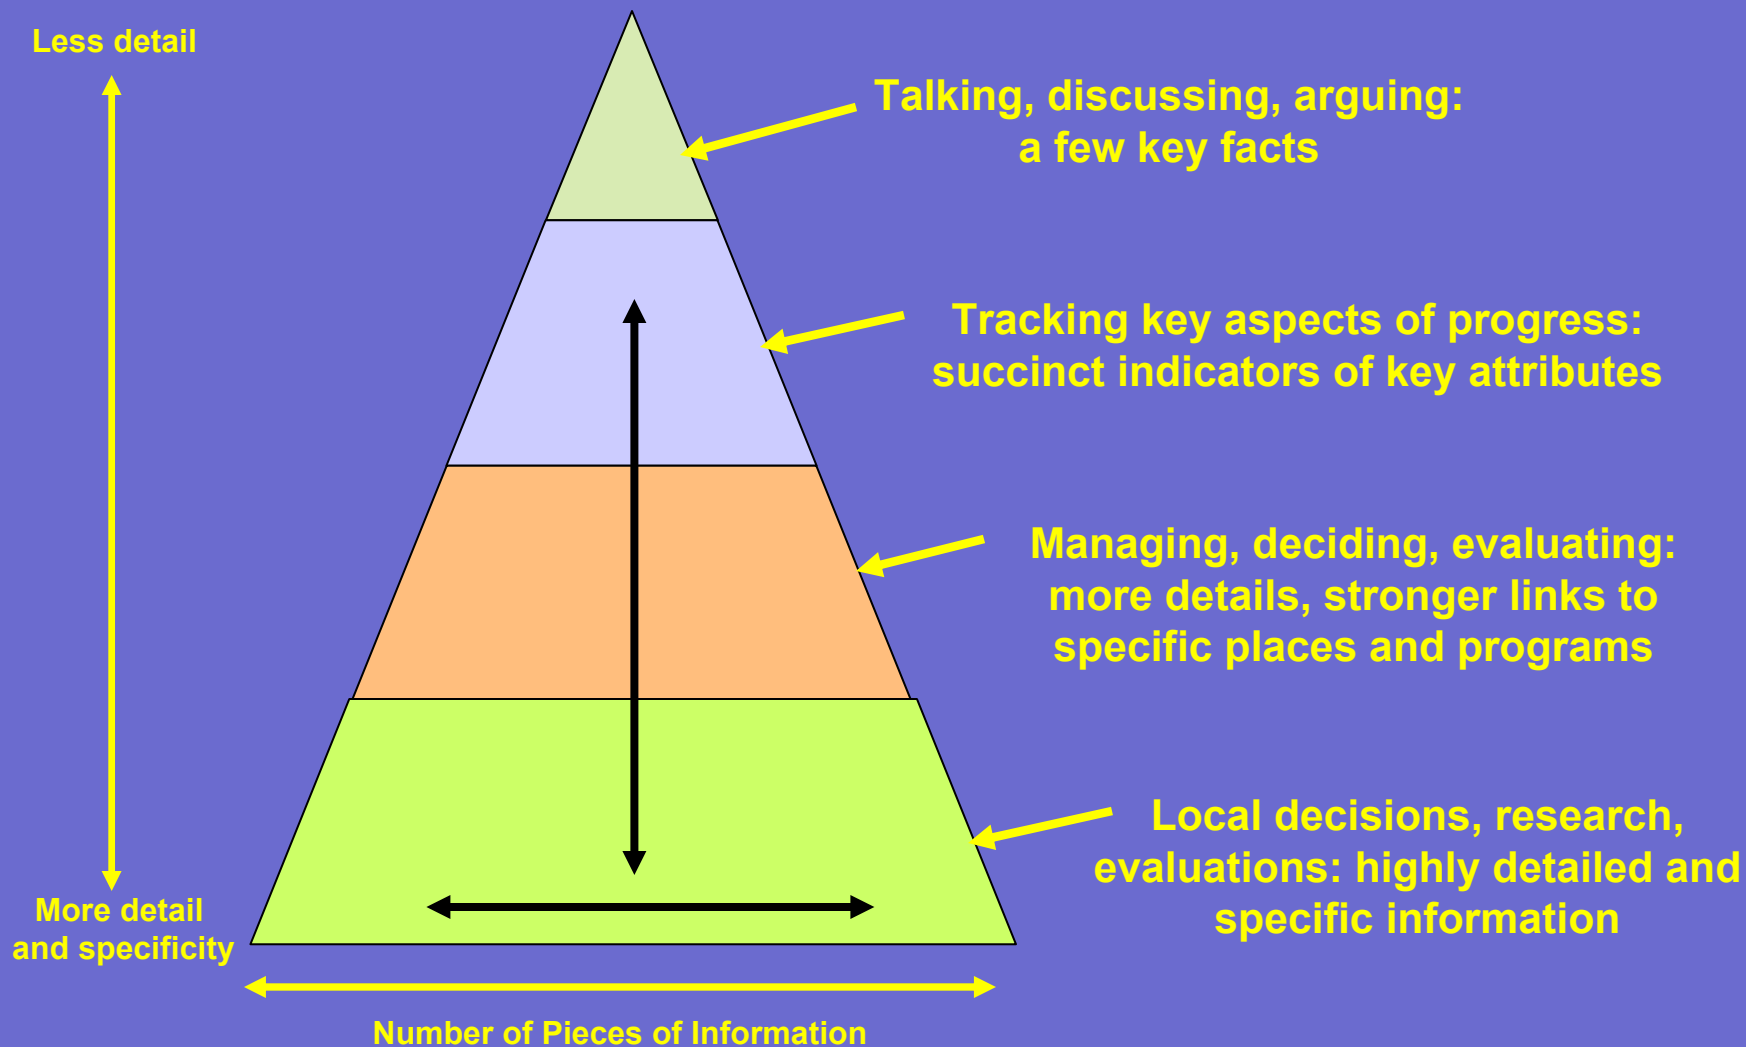 Less detail
Talking, discussing, arguing:
a few key facts
Tracking key aspects of progress:
succinct indicators of key attributes
Managing, deciding, evaluating:
more details, stronger links to
specific places and programs
Local decisions, research,
evaluations: highly detailed and
specific information
More detail
and specificity
Number of Pieces of Information